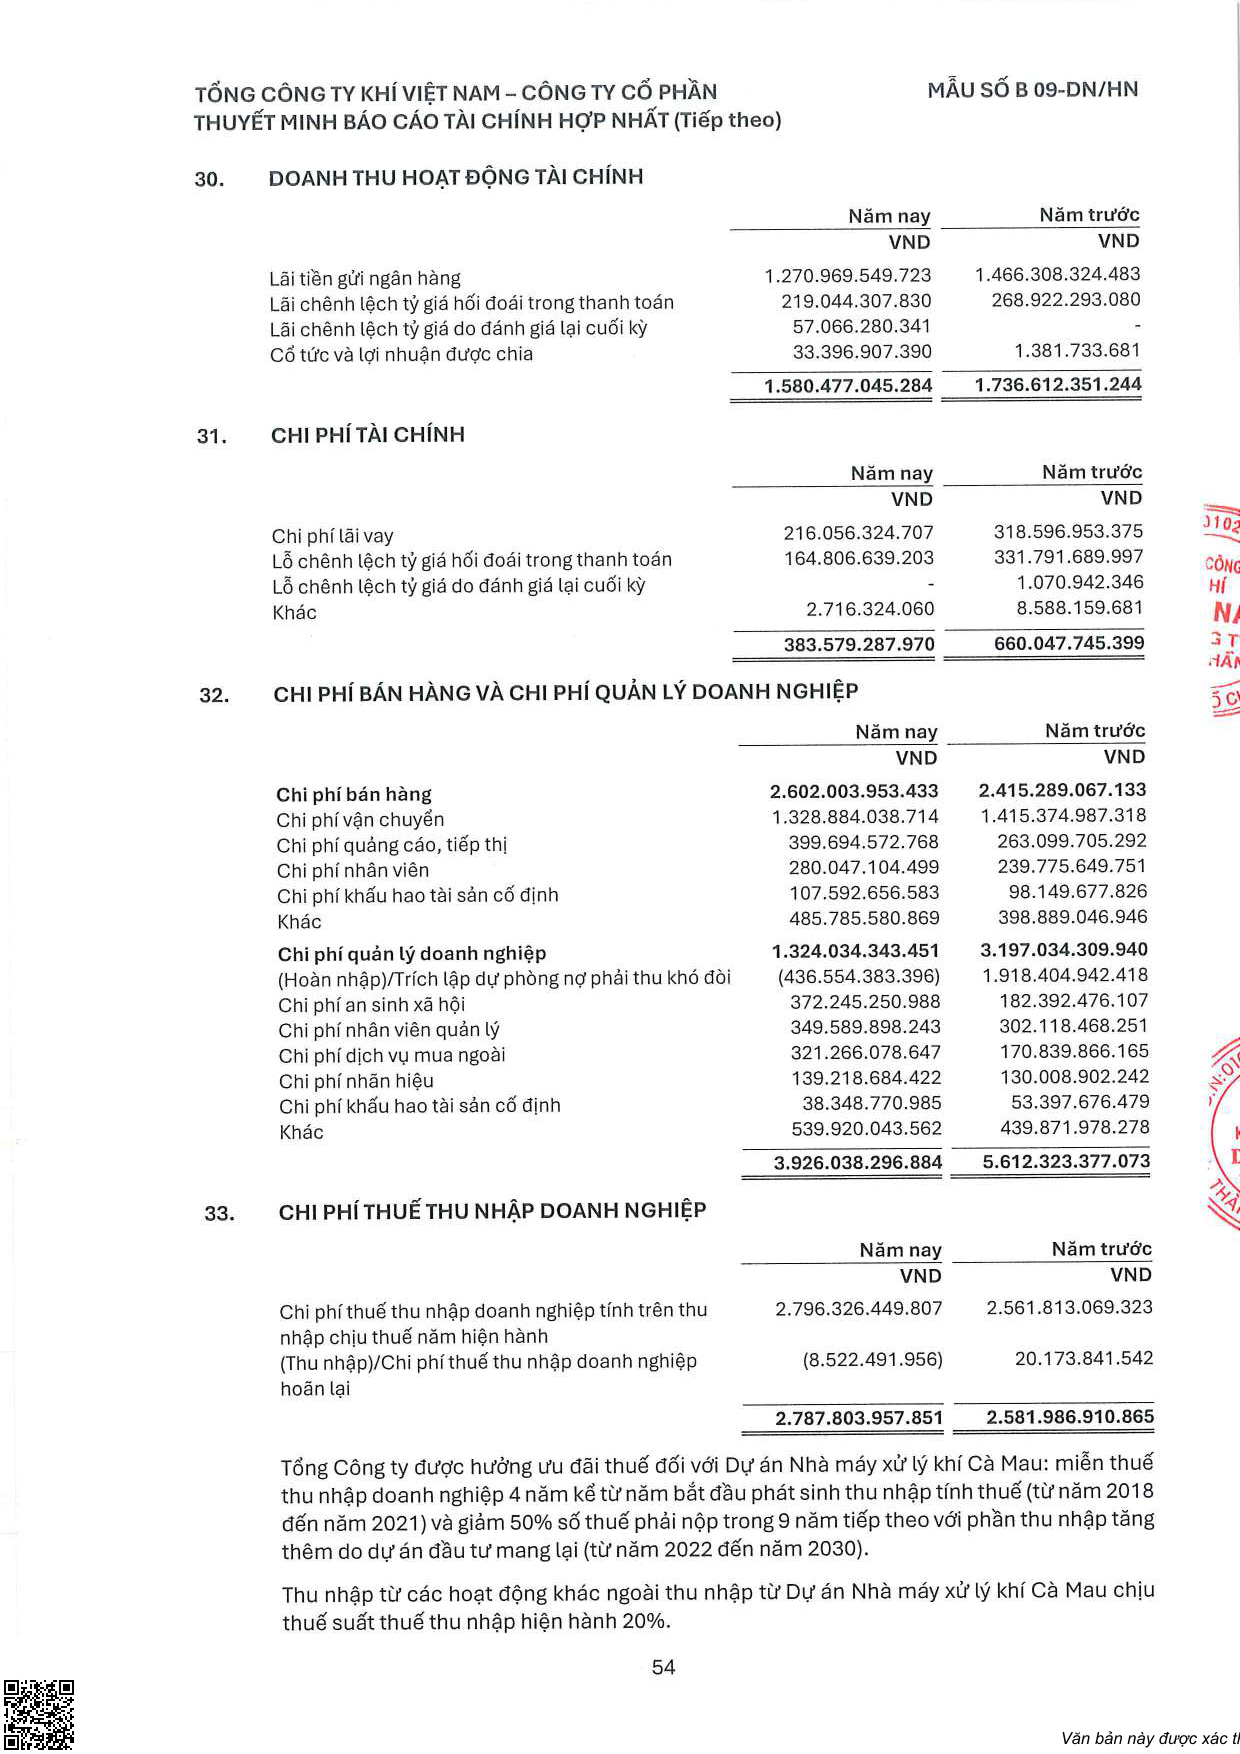 TỔNG CÔNG TY KHÍ VIỆT NAM – CÔNG TY CỔ PHẦN MẪU SỐ B 09-DN/HN
THUYẾT MINH BÁO CÁO TÀI CHÍNH HỢP NHẤT (Tiếp theo)
30. DOANH THU HOẠT ĐỘNG TÀI CHÍNH
Năm nay Năm trước
VND VND
Lãi tiền gửi ngân hàng 1.270.969.549.723 1.466.308.324.483
Lãi chênh lệch tỷ giá hối đoái trong thanh toán 219.044.307.830 268.922.293.080
Lãi chênh lệch tỷ giá do đánh giá lại cuối kỳ 57.066.280.341 -
Cổ tức và lợi nhuận được chia 33.396.907.390 1.381.733.681
1.580.477.045.284 1.736.612.351.244
31. CHI PHÍ TÀI CHÍNH
Năm nay Năm trước
VND VND
Chi phí lãi vay 216.056.324.707 318.596.953.375
Lỗ chênh lệch tỷ giá hối đoái trong thanh toán 164.806.639.203 331.791.689.997
Lỗ chênh lệch tỷ giá do đánh giá lại cuối kỳ - 1.070.942.346
Khác 2.716.324.060 8.588.159.681
383.579.287.970 660.047.745.399
32. CHI PHÍ BÁN HÀNG VÀ CHI PHÍ QUẢN LÝ DOANH NGHIỆP
Năm nay Năm trước
VND VND
Chi phí bán hàng 2.602.003.953.433 2.415.289.067.133
Chi phí vận chuyển 1.328.884.038.714 1.415.374.987.318
Chi phí quảng cáo, tiếp thị 399.694.572.768 263.099.705.292
Chi phí nhân viên 280.047.104.499 239.775.649.751
Chi phí khấu hao tài sản cố định 107.592.656.583 98.149.677.826
Khác 485.785.580.869 398.889.046.946
Chi phí quản lý doanh nghiệp 1.324.034.343.451 3.197.034.309.940
(Hoàn nhập)/Trích lập dự phòng nợ phải thu khó đòi (436.554.383.396) 1.918.404.942.418
Chi phí an sinh xã hội 372.245.250.988 182.392.476.107
Chi phí nhân viên quản lý 349.589.898.243 302.118.468.251
Chi phí dịch vụ mua ngoài 321.266.078.647 170.839.866.165
Chi phí nhãn hiệu 139.218.684.422 130.008.902.242
Chi phí khấu hao tài sản cố định 38.348.770.985 53.397.676.479
Khác 539.920.043.562 439.871.978.278
3.926.038.296.884 5.612.323.377.073
33. CHI PHÍ THUẾ THU NHẬP DOANH NGHIỆP
Năm nay Năm trước
VND VND
Chi phí thuế thu nhập doanh nghiệp tính trên thu 2.796.326.449.807 2.561.813.069.323
nhập chịu thuế năm hiện hành
(Thu nhập)/Chi phí thuế thu nhập doanh nghiệp (8.522.491.956) 20.173.841.542
hoãn lại
2.787.803.957.851 2.581.986.910.865
Tổng Công ty được hưởng ưu đãi thuế đối với Dự án Nhà máy xử lý khí Cà Mau: miễn thuế
thu nhập doanh nghiệp 4 năm kể từ năm bắt đầu phát sinh thu nhập tính thuế (từ năm 2018
đến năm 2021) và giảm 50% số thuế phải nộp trong 9 năm tiếp theo với phần thu nhập tăng
thêm do dự án đầu tư mang lại (từ năm 2022 đến năm 2030).
Thu nhập từ các hoạt động khác ngoài thu nhập từ Dự án Nhà máy xử lý khí Cà Mau chịu
thuế suất thuế thu nhập hiện hành 20%.
54
Văn bản này được xác